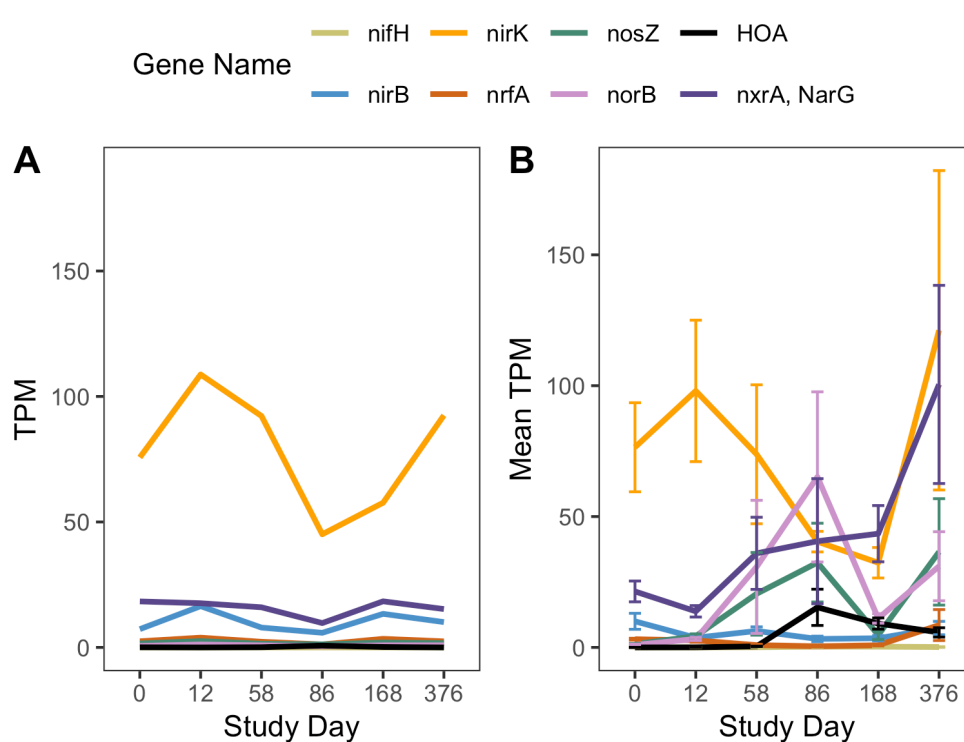 nifH nirK nosZ HOA
Gene Name
nirB nrfA norB nxrA, NarG
A B
TPM
150
100
50
0
0 12 58 86 168 376
Study Day
Mean TPM
150
100
50
0
0 12 58 86 168 376
Study Day